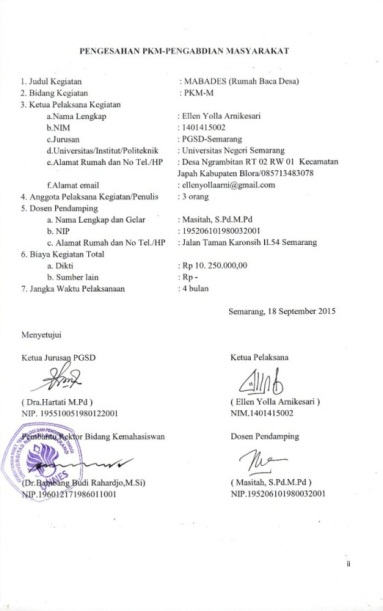 PENGESAHAN PKM-PENGABDIAN MASYARAKAT
1. Judul Kegiatan : MABADES (Rumah Baca Desa)
2. Bidang Kegiatan : PKM-M
3. Ketua Pelaksana Kegiatan
a.Nama Lengkap : Ellen Yolla Arnikesari
b.NIM : 1401415002
c.Jurusan : PGSD-Semarang
d.Universitas/Institut/Politeknik : Universitas Negeri Semarang
e.Alamat Rumah dan No Tel./HP : Desa Ngrambitan RT 02 RW 01 Kecamatan
Japah Kabupaten Blora/085713483078
f.Alamat email : ellenyollaarni@gmail.com
4. Anggota Pelaksana Kegiatan/Penulis : 3 orang
5. Dosen Pendamping
a. Nama Lengkap dan Gelar : Masitah, S.Pd.M.Pd
b. NIP : 195206101980032001
c. Alamat Rumah dan No Tel./HP : Jalan Taman Karonsih II.54 Semarang
6. Biaya Kegiatan Total
a. Dikti : Rp 10. 250.000,00
b. Sumber lain : Rp -
7. Jangka Waktu Pelaksanaan : 4 bulan
Semarang, 18 September 2015
Menyetujui
Ketua Jurusan PGSD Ketua Pelaksana
( Dra.Hartati M.Pd ) ( Ellen Yolla Arnikesari )
NIP. 195510051980122001 NIM.1401415002
Pembantu Rektor Bidang Kemahasiswan Dosen Pendamping
UNNES
(Dr.Bambang Budi Rahardjo,M.Si) ( Masitah, S.Pd.M.Pd )
NIP.196012171986011001 NIP.195206101980032001
ii